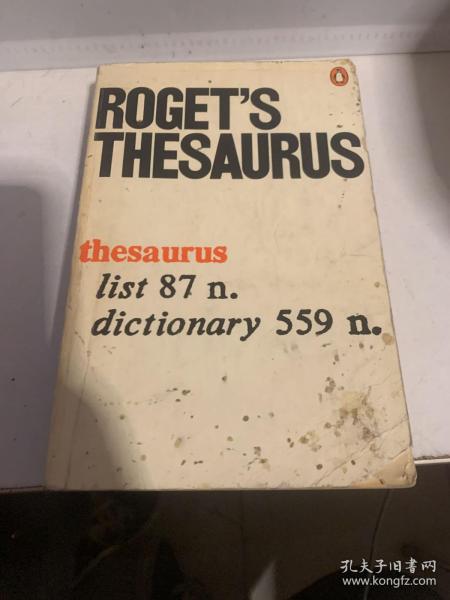 ROGET'S
THESAURUS
thesaurus
list 87 n.
dictionary 559 n.
孔夫子旧书网
www.kongfz.com